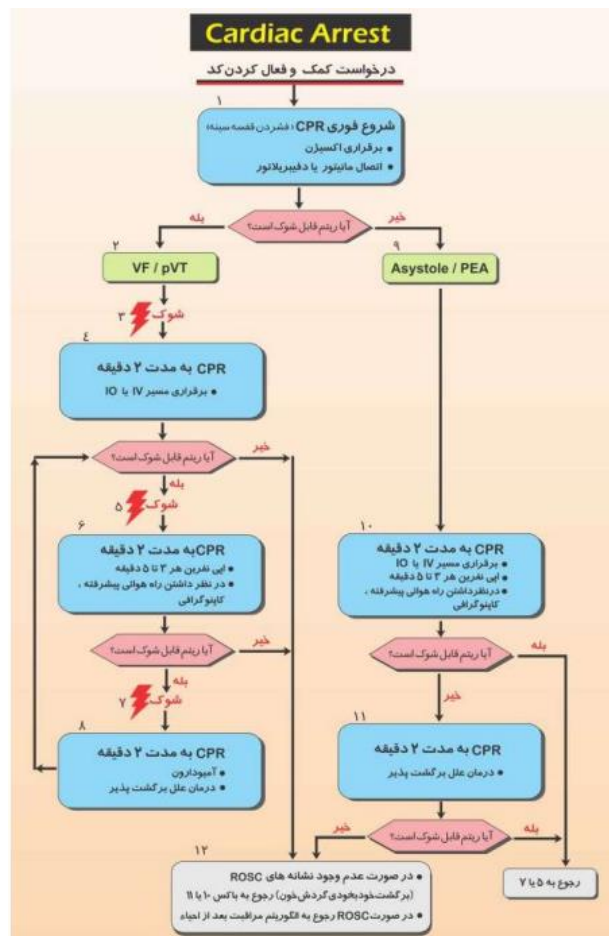 Cardiac Arrest
درخواست کمک و فعال کردن کد
۱
شروع فوری CPR (فشردن قفسه سینه)
• برقراری اکسیژن
• اتصال مانیتور یا دفیبریلاتور
آیا ریتم قابل شوک است؟
بله
خیر
۲
VF / pVT
۹
Asystole / PEA
۳
شوک
۴
CPR به مدت ۲ دقیقه
• برقراری مسیر IV یا IO
آیا ریتم قابل شوک است؟
خیر
بله
۵
شوک
۶
CPR به مدت ۲ دقیقه
• اپی نفرین هر ۳ تا ۵ دقیقه
• در نظر داشتن راه هوائی پیشرفته ،
کاپنوگرافی
آیا ریتم قابل شوک است؟
خیر
بله
۷
شوک
۸
CPR به مدت ۲ دقیقه
• آمیودارون
• درمان علل برگشت پذیر
۱۰
CPR به مدت ۲ دقیقه
• برقراری مسیر IV یا IO
• اپی نفرین هر ۳ تا ۵ دقیقه
• درنظرداشتن راه هوائی پیشرفته ،
کاپنوگرافی
آیا ریتم قابل شوک است؟
بله
خیر
۱۱
CPR به مدت ۲ دقیقه
• درمان علل برگشت پذیر
آیا ریتم قابل شوک است؟
خیر
بله
۱۲
• در صورت عدم وجود نشانه های ROSC
(برگشت خودبخودی گردش خون) رجوع به باکس ۱۰ یا ۱۱
• در صورت ROSC رجوع به الگوریتم مراقبت بعد از احیاء
رجوع به ۵ یا ۷